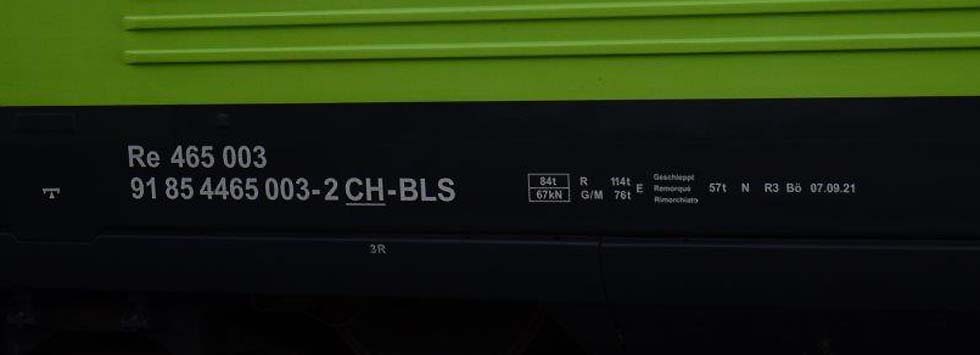 Re 465 003
91 85 4465 003-2 CH-BLS
84t
67kN
R 114t
G/M 76t
E
Geschleppt
Remorqué
Rimorchiato
57t N R3 Bö 07.09.21
3R